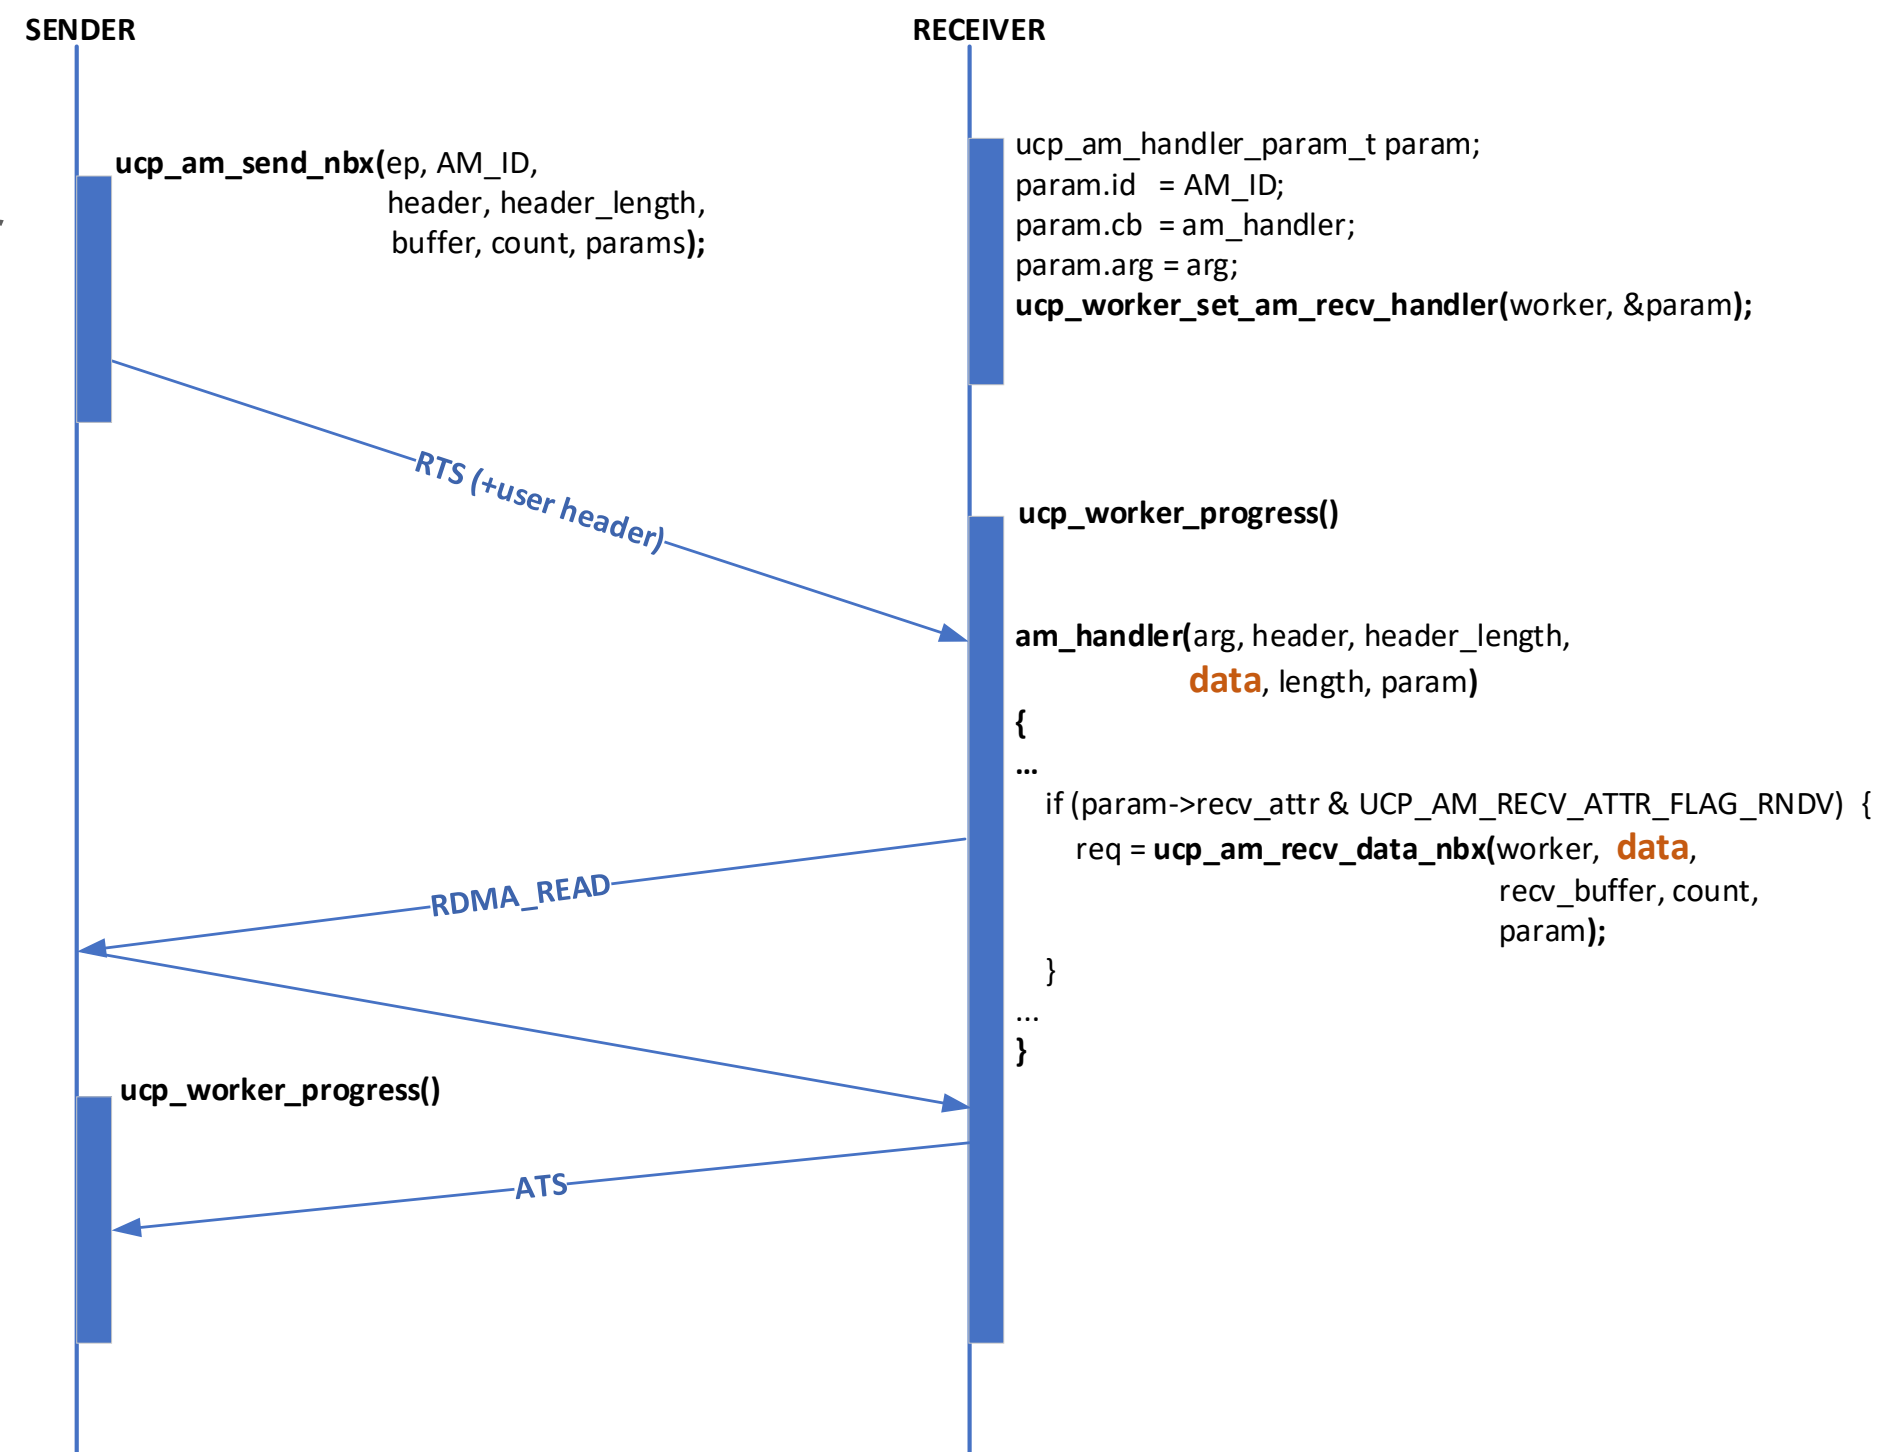 SENDER
RECEIVER
ucp_am_send_nbx(ep, AM_ID,
header, header_length,
buffer, count, params);
ucp_am_handler_param_t param;
param.id = AM_ID;
param.cb = am_handler;
param.arg = arg;
ucp_worker_set_am_recv_handler(worker, &param);
RTS (+user header)
ucp_worker_progress()
am_handler(arg, header, header_length,
data, length, param)
{
...
if (param->recv_attr & UCP_AM_RECV_ATTR_FLAG_RNDV) {
req = ucp_am_recv_data_nbx(worker, data,
recv_buffer, count,
param);
}
...
}
RDMA_READ
ucp_worker_progress()
ATS